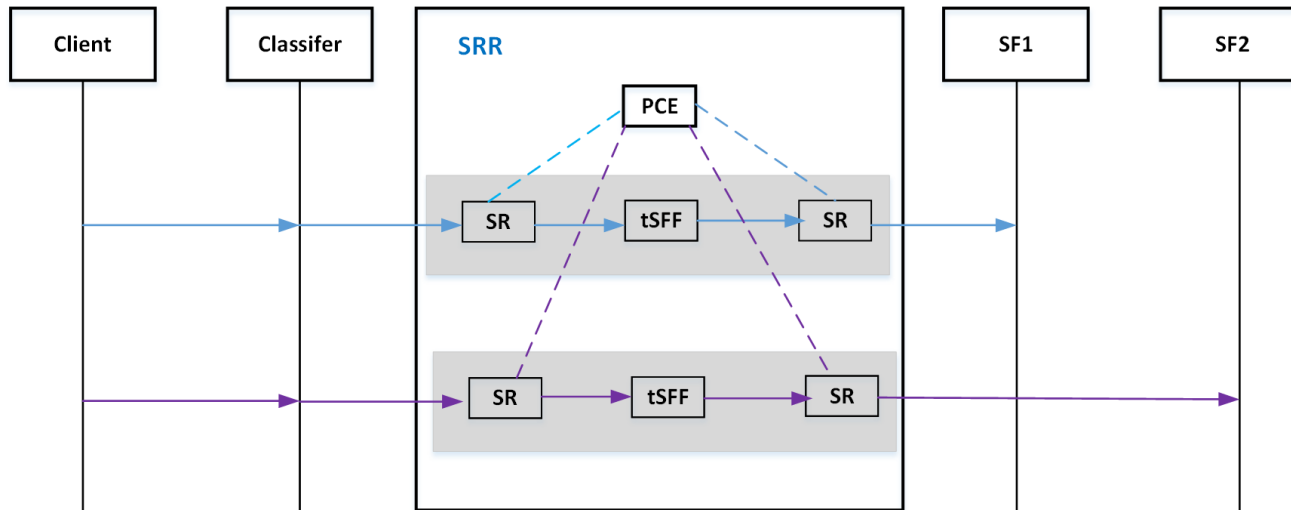 Client
Classifer
SRR
SF1
SF2
PCE
SR
tSFF
SR
SR
tSFF
SR